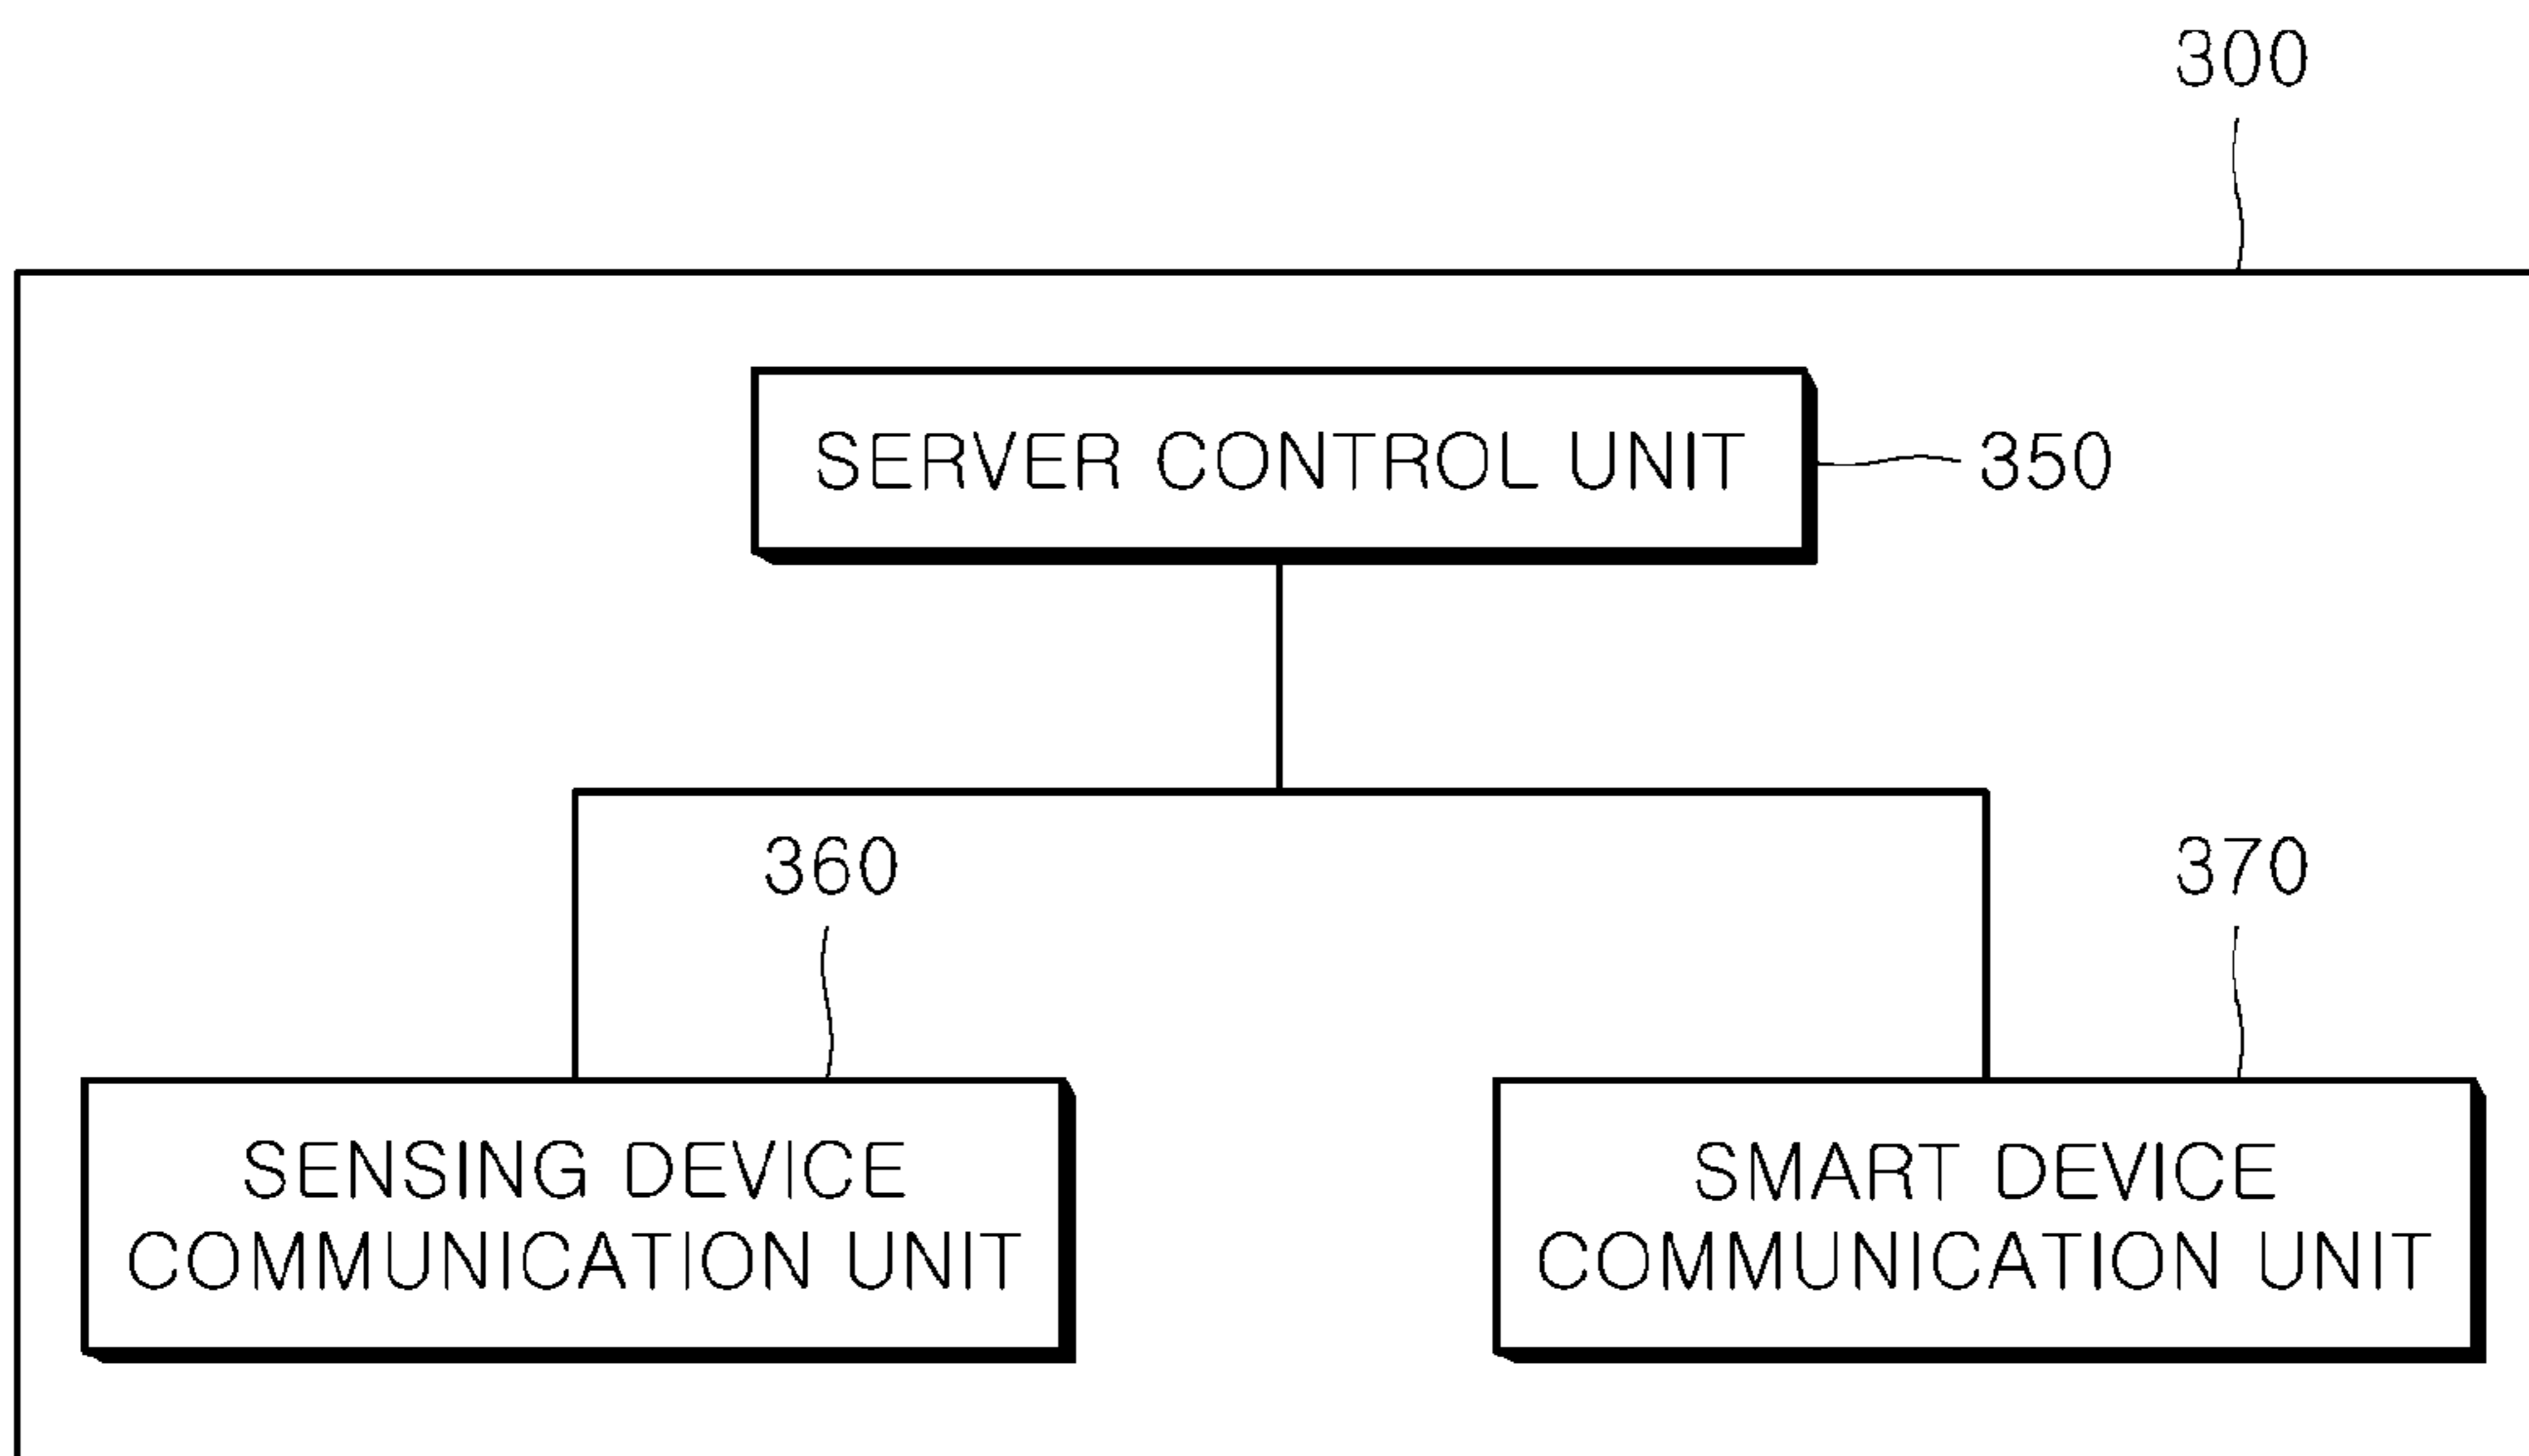 300
SERVER CONTROL UNIT
350
360
370
SENSING DEVICE
COMMUNICATION UNIT
SMART DEVICE
COMMUNICATION UNIT